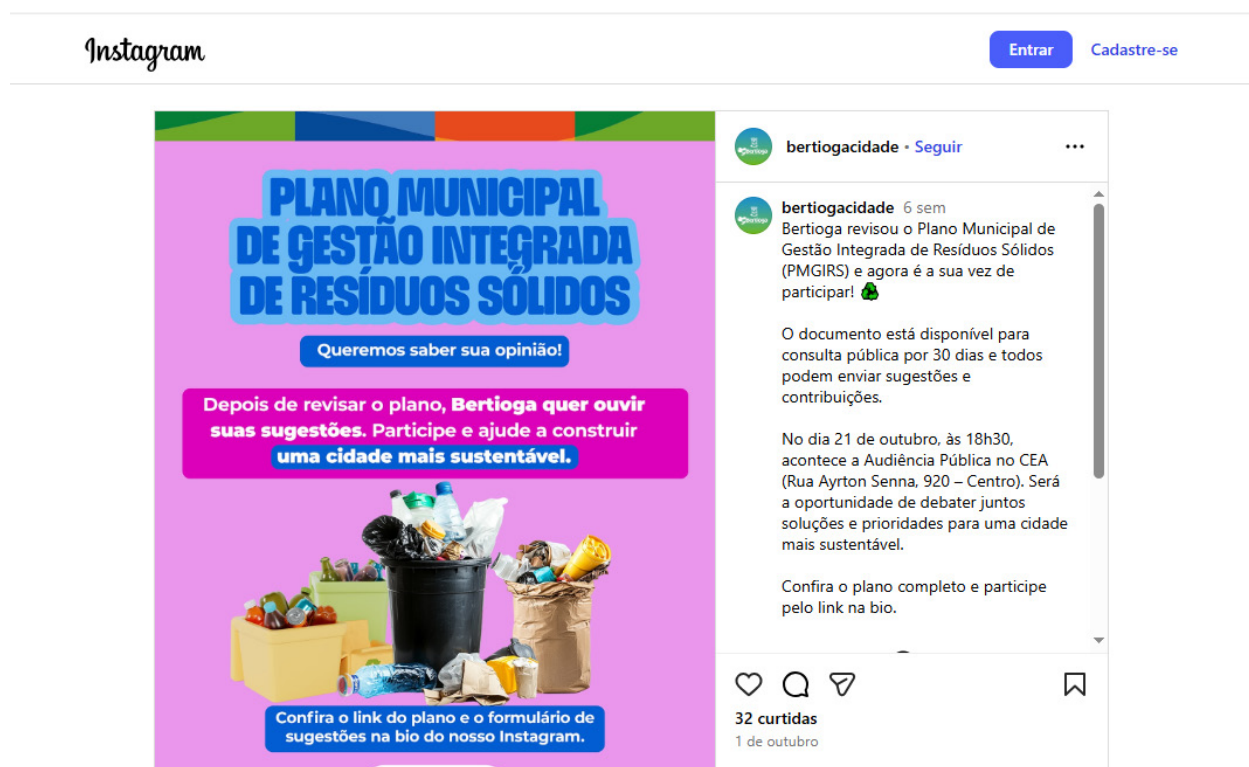 Instagram
Entrar
Cadastre-se
PLANO MUNICIPAL
DE GESTÃO INTEGRADA
DE RESÍDUOS SÓLIDOS
Queremos saber sua opinião!
Depois de revisar o plano, Bertioga quer ouvir
suas sugestões. Participe e ajude a construir
uma cidade mais sustentável.
Confira o link do plano e o formulário de
sugestões na bio do nosso Instagram.
bertiogacidade • Seguir
bertiogacidade 6 sem
Bertioga revisou o Plano Municipal de
Gestão Integrada de Resíduos Sólidos
(PMGIRS) e agora é a sua vez de
participar!
O documento está disponível para
consulta pública por 30 dias e todos
podem enviar sugestões e
contribuições.
No dia 21 de outubro, às 18h30,
acontece a Audiência Pública no CEA
(Rua Ayrton Senna, 920 – Centro). Será
a oportunidade de debater juntos
soluções e prioridades para uma cidade
mais sustentável.
Confira o plano completo e participe
pelo link na bio.
32 curtidas
1 de outubro